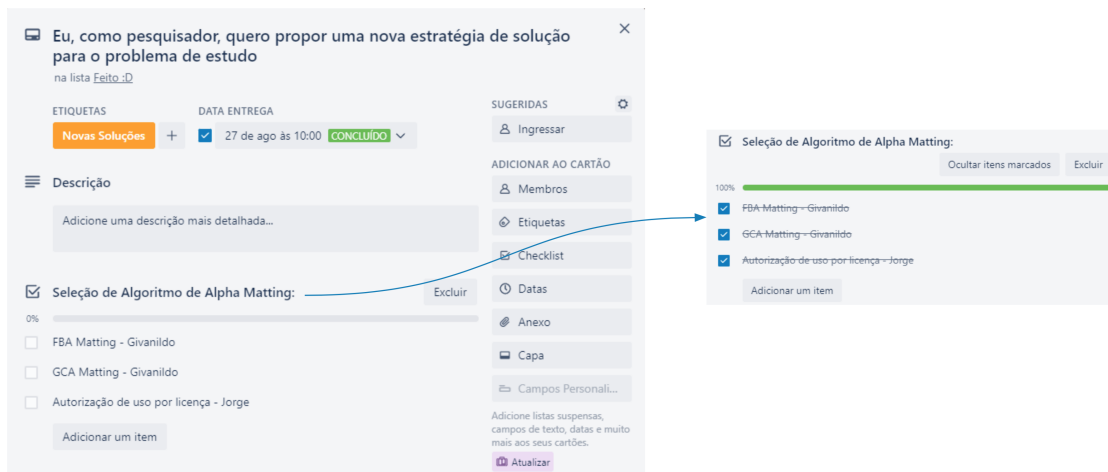 Eu, como pesquisador, quero propor uma nova estratégia de solução
para o problema de estudo
na lista Feito :D
ETIQUETAS
DATA ENTREGA
Novas Soluções
+
27 de ago às 10:00 CONCLUÍDO
Descrição
Adicione uma descrição mais detalhada...
Seleção de Algoritmo de Alpha Matting:
Excluir
0%
FBA Matting - Givanildo
GCA Matting - Givanildo
Autorização de uso por licença - Jorge
Adicionar um item
SUGERIDAS
Ingressar
ADICIONAR AO CARTÃO
Membros
Etiquetas
Checklist
Datas
Anexo
Capa
Campos Personali...
Adicione listas suspensas,
campos de texto, datas e muito
mais aos seus cartões.
Atualizar
Seleção de Algoritmo de Alpha Matting:
Ocultar itens marcados
Excluir
100%
FBA Matting - Givanildo
GCA Matting - Givanildo
Autorização de uso por licença - Jorge
Adicionar um item